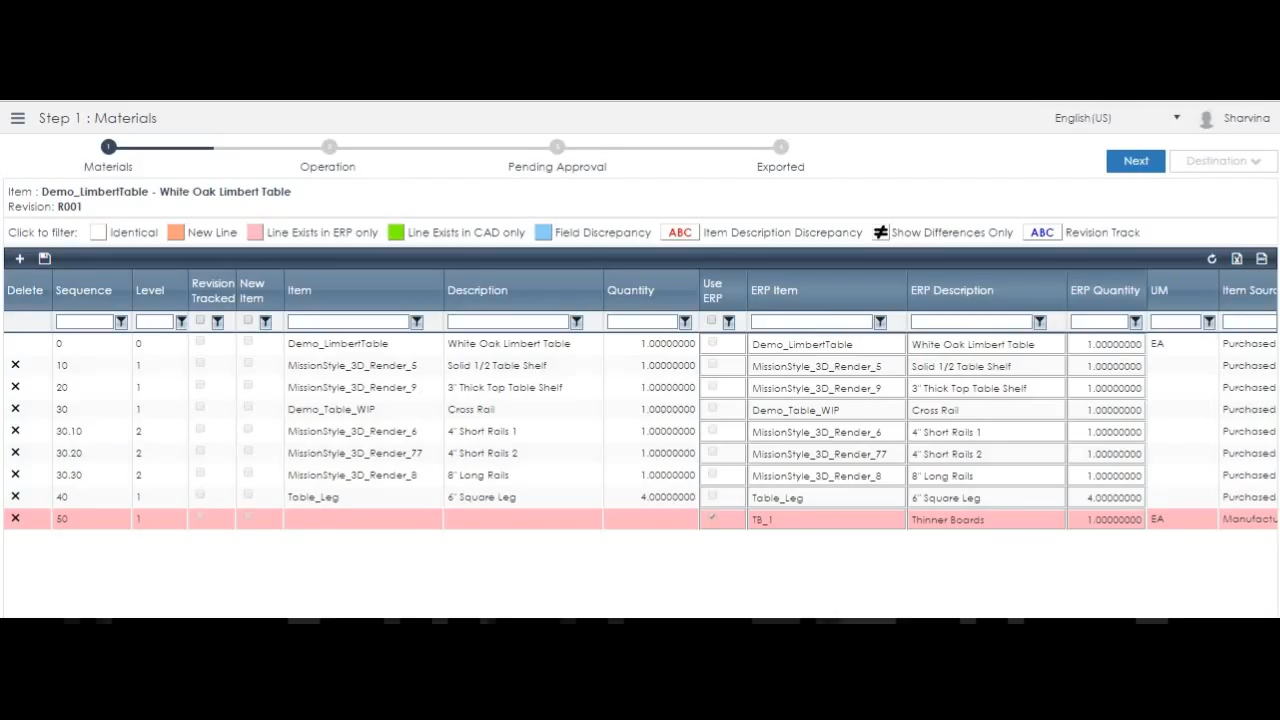 Step 1 : Materials
English(US)
Sharvina
1
2
3
4
Materials
Operation
Pending Approval
Exported
Next
Destination
Item : Demo_LimbertTable - White Oak Limbert Table
Revision: R001
Click to filter: Identical New Line Line Exists in ERP only Line Exists in CAD only Field Discrepancy ABC Item Description Discrepancy ≠ Show Differences Only ABC Revision Track
Delete Sequence Level Revision Tracked New Item Item Description Quantity Use ERP ERP Item ERP Description ERP Quantity UM Item Sourc
0 0 Demo_LimbertTable White Oak Limbert Table 1.00000000 Demo_LimbertTable White Oak Limbert Table 1.00000000 EA Purchased
X 10 1 MissionStyle_3D_Render_5 Solid 1/2 Table Shelf 1.00000000 MissionStyle_3D_Render_5 Solid 1/2 Table Shelf 1.00000000 Purchased
X 20 1 MissionStyle_3D_Render_9 3" Thick Top Table Shelf 1.00000000 MissionStyle_3D_Render_9 3" Thick Top Table Shelf 1.00000000 Purchased
X 30 1 Demo_Table_WIP Cross Rail 1.00000000 Demo_Table_WIP Cross Rail 1.00000000 Purchased
X 30.10 2 MissionStyle_3D_Render_6 4" Short Rails 1 1.00000000 MissionStyle_3D_Render_6 4" Short Rails 1 1.00000000 Purchased
X 30.20 2 MissionStyle_3D_Render_77 4" Short Rails 2 1.00000000 MissionStyle_3D_Render_77 4" Short Rails 2 1.00000000 Purchased
X 30.30 2 MissionStyle_3D_Render_8 8" Long Rails 1.00000000 MissionStyle_3D_Render_8 8" Long Rails 1.00000000 Purchased
X 40 1 Table_Leg 6" Square Leg 4.00000000 Table_Leg 6" Square Leg 4.00000000 Purchased
X 50 1 TB_1 Thinner Boards 1.00000000 EA Manufactu